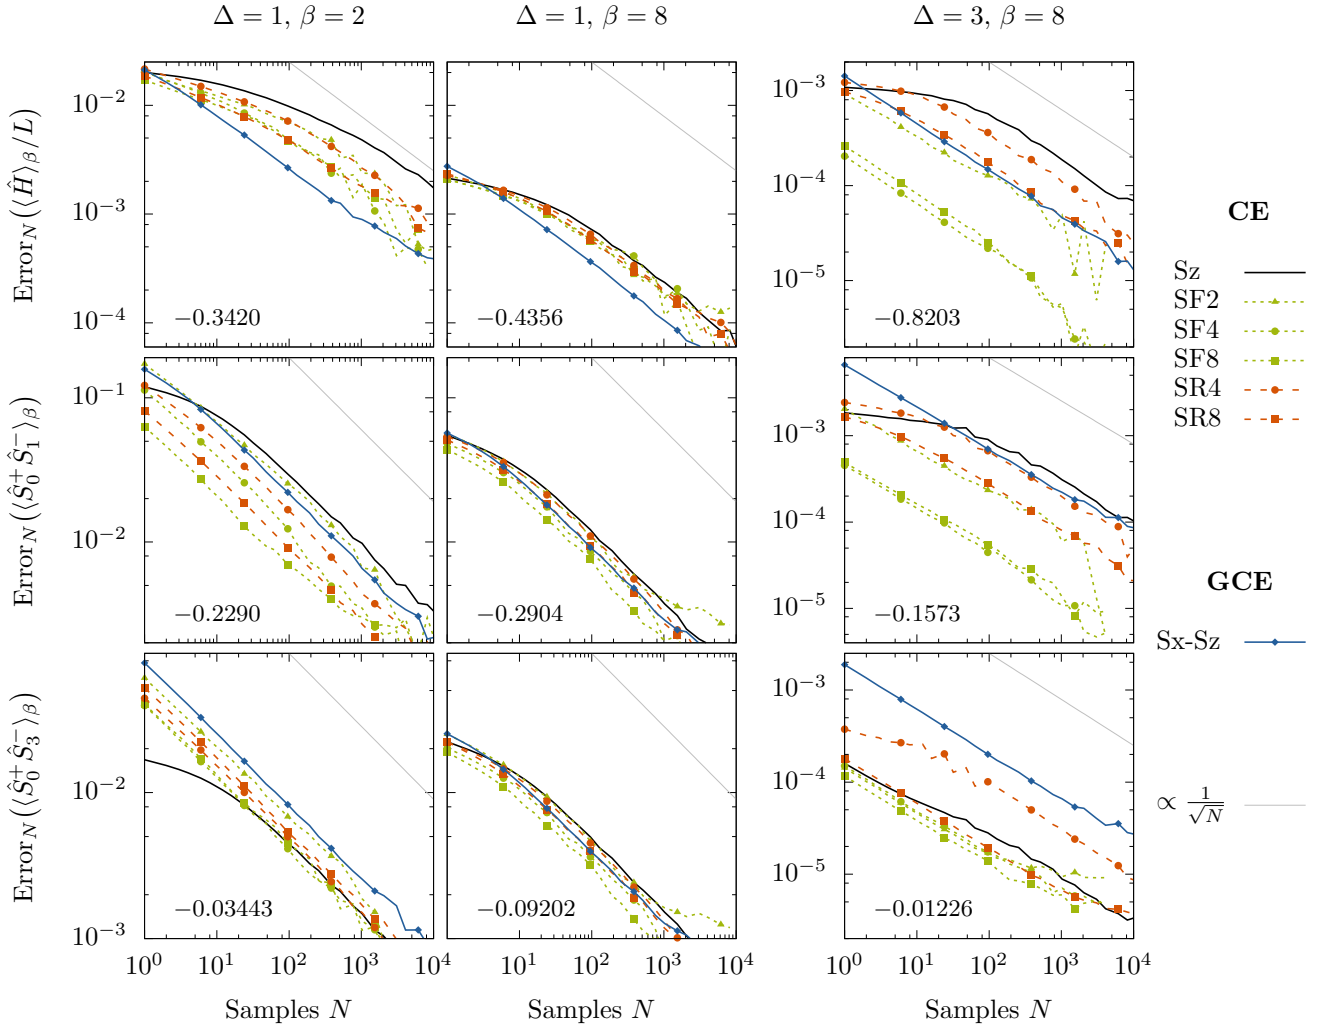 Δ = 1, β = 2
Δ = 1, β = 8
Δ = 3, β = 8
Error_N(⟨Ĥ⟩_β/L)
10^{-2}
10^{-3}
10^{-4}
−0.3420
−0.4356
10^{-3}
10^{-4}
10^{-5}
−0.8203
Error_N(⟨Ŝ_0^+ Ŝ_1^-⟩_β)
10^{-1}
10^{-2}
−0.2290
−0.2904
10^{-3}
10^{-4}
10^{-5}
−0.1573
Error_N(⟨Ŝ_0^+ Ŝ_3^-⟩_β)
10^{-2}
10^{-3}
−0.03443
−0.09202
10^{-3}
10^{-4}
10^{-5}
−0.01226
10^0 10^1 10^2 10^3 10^4 10^1 10^2 10^3 10^4
10^0 10^1 10^2 10^3 10^4
Samples N
Samples N
Samples N
CE
Sz
SF2
SF4
SF8
SR4
SR8
GCE
Sx-Sz
∝ 1/√N